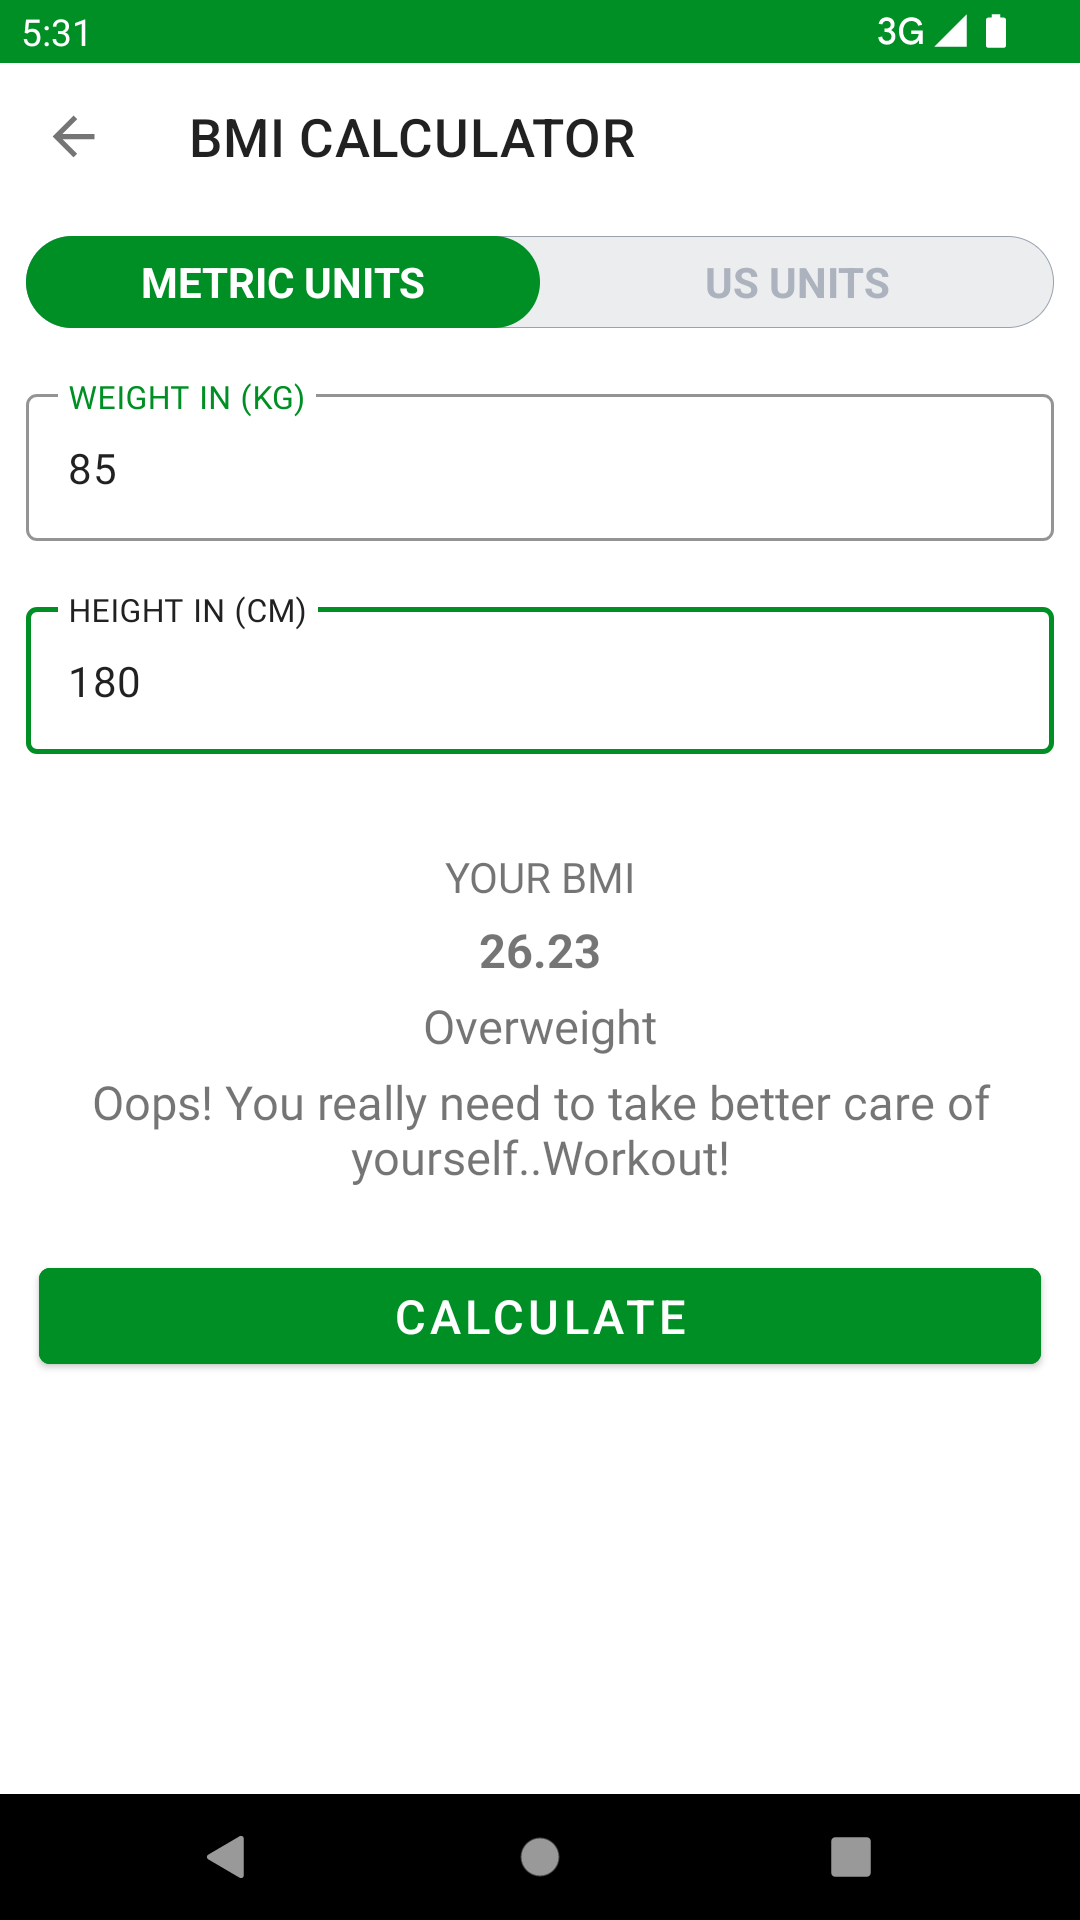 5:31 3G
BMI CALCULATOR
METRIC UNITS US UNITS
WEIGHT IN (KG)
85
HEIGHT IN (CM)
180
YOUR BMI
26.23
Overweight
Oops! You really need to take better care of
yourself..Workout!
CALCULATE